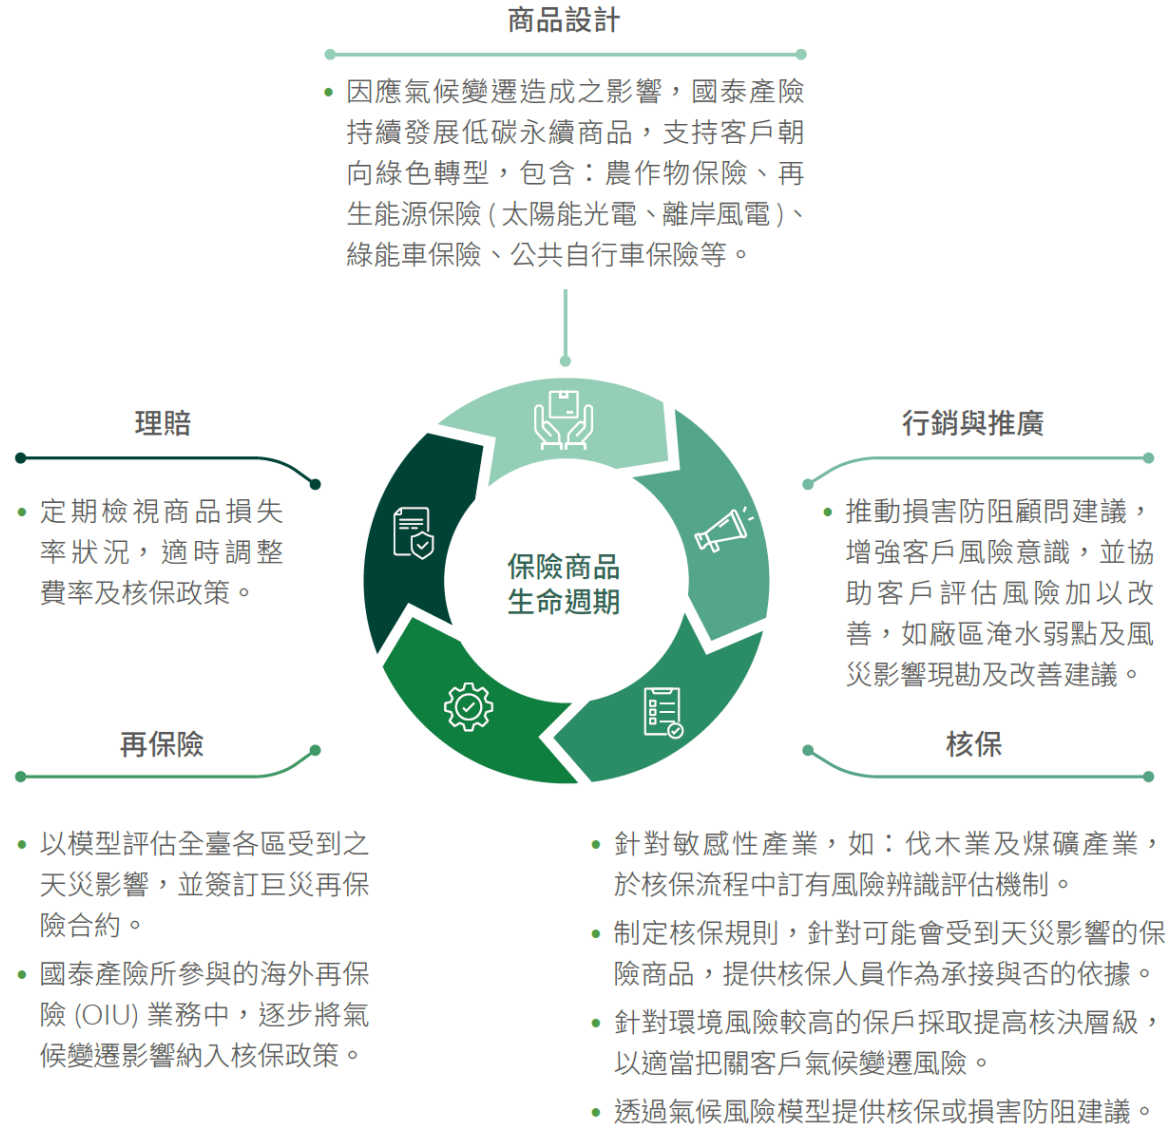 商品設計
• 因應氣候變遷造成之影響，國泰產險
持續發展低碳永續商品，支持客戶朝
向綠色轉型，包含：農作物保險、再
生能源保險 ( 太陽能光電、離岸風電 )、
綠能車保險、公共自行車保險等。
理賠
• 定期檢視商品損失
率狀況，適時調整
費率及核保政策。
保險商品
生命週期
行銷與推廣
• 推動損害防阻顧問建議，
增強客戶風險意識，並協
助客戶評估風險加以改
善，如廠區淹水弱點及風
災影響現勘及改善建議。
再保險
• 以模型評估全臺各區受到之
天災影響，並簽訂巨災再保
險合約。
• 國泰產險所參與的海外再保
險 (OIU) 業務中，逐步將氣
候變遷影響納入核保政策。
核保
• 針對敏感性產業，如：伐木業及煤礦產業，
於核保流程中訂有風險辨識評估機制。
• 制定核保規則，針對可能會受到天災影響的保
險商品，提供核保人員作為承接與否的依據。
• 針對環境風險較高的保戶採取提高核決層級，
以適當把關客戶氣候變遷風險。
• 透過氣候風險模型提供核保或損害防阻建議。